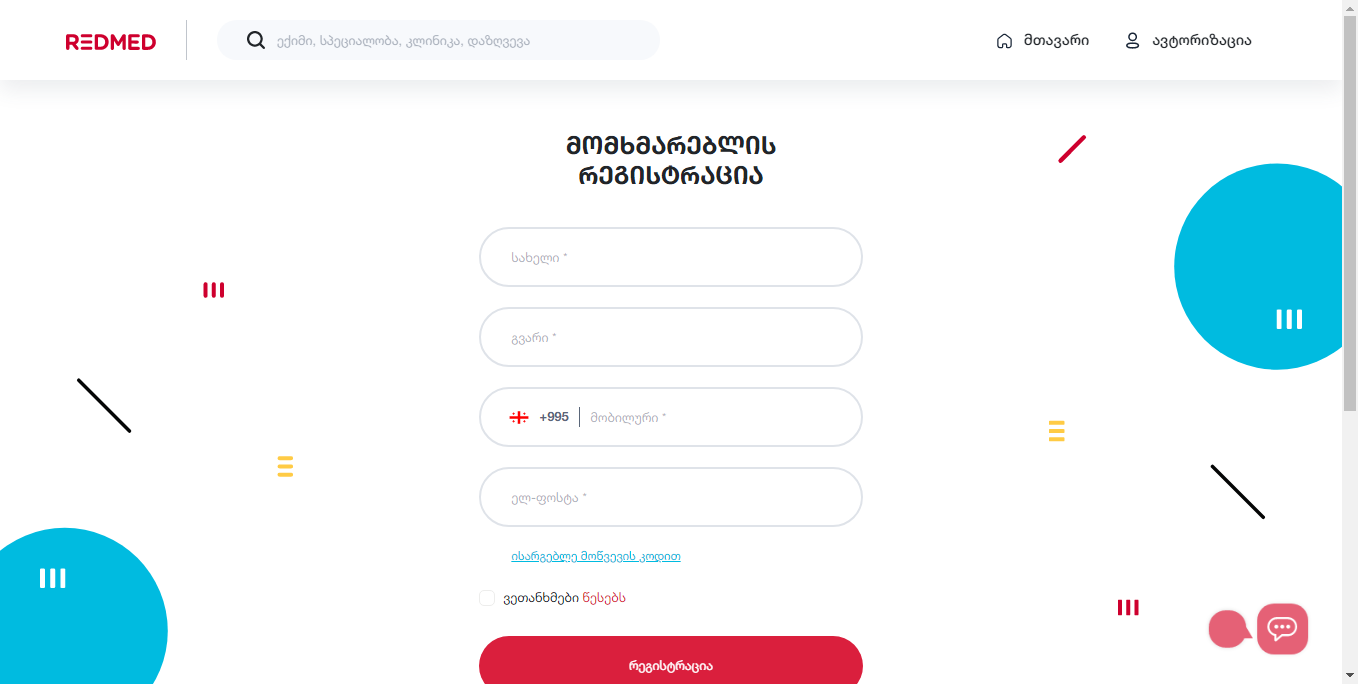 REDMED
ექიმი, სპეციალობა, კლინიკა, დაზღვევა
მთავარი
ავტორიზაცია
მომხმარებლის
რეგისტრაცია
სახელი *
გვარი *
+995
მობილური *
ელ-ფოსტა *
ისარგებლე მოწვევის კოდით
ვეთანხმები წესებს
რეგისტრაცია